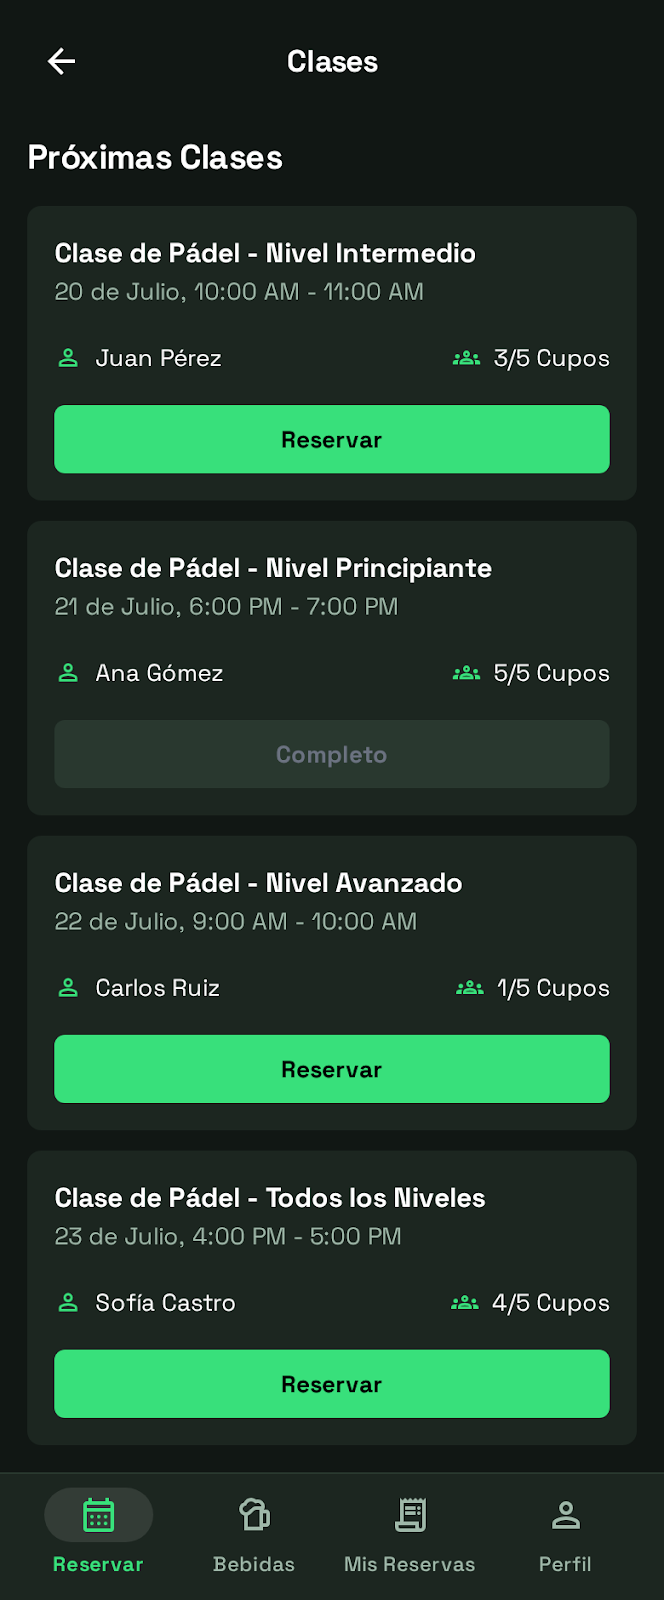 Clases
Próximas Clases
Clase de Pádel - Nivel Intermedio
20 de Julio, 10:00 AM - 11:00 AM
Juan Pérez
3/5 Cupos
Reservar
Clase de Pádel - Nivel Principiante
21 de Julio, 6:00 PM - 7:00 PM
Ana Gómez
5/5 Cupos
Completo
Clase de Pádel - Nivel Avanzado
22 de Julio, 9:00 AM - 10:00 AM
Carlos Ruiz
1/5 Cupos
Reservar
Clase de Pádel - Todos los Niveles
23 de Julio, 4:00 PM - 5:00 PM
Sofía Castro
4/5 Cupos
Reservar
Reservar
Bebidas
Mis Reservas
Perfil